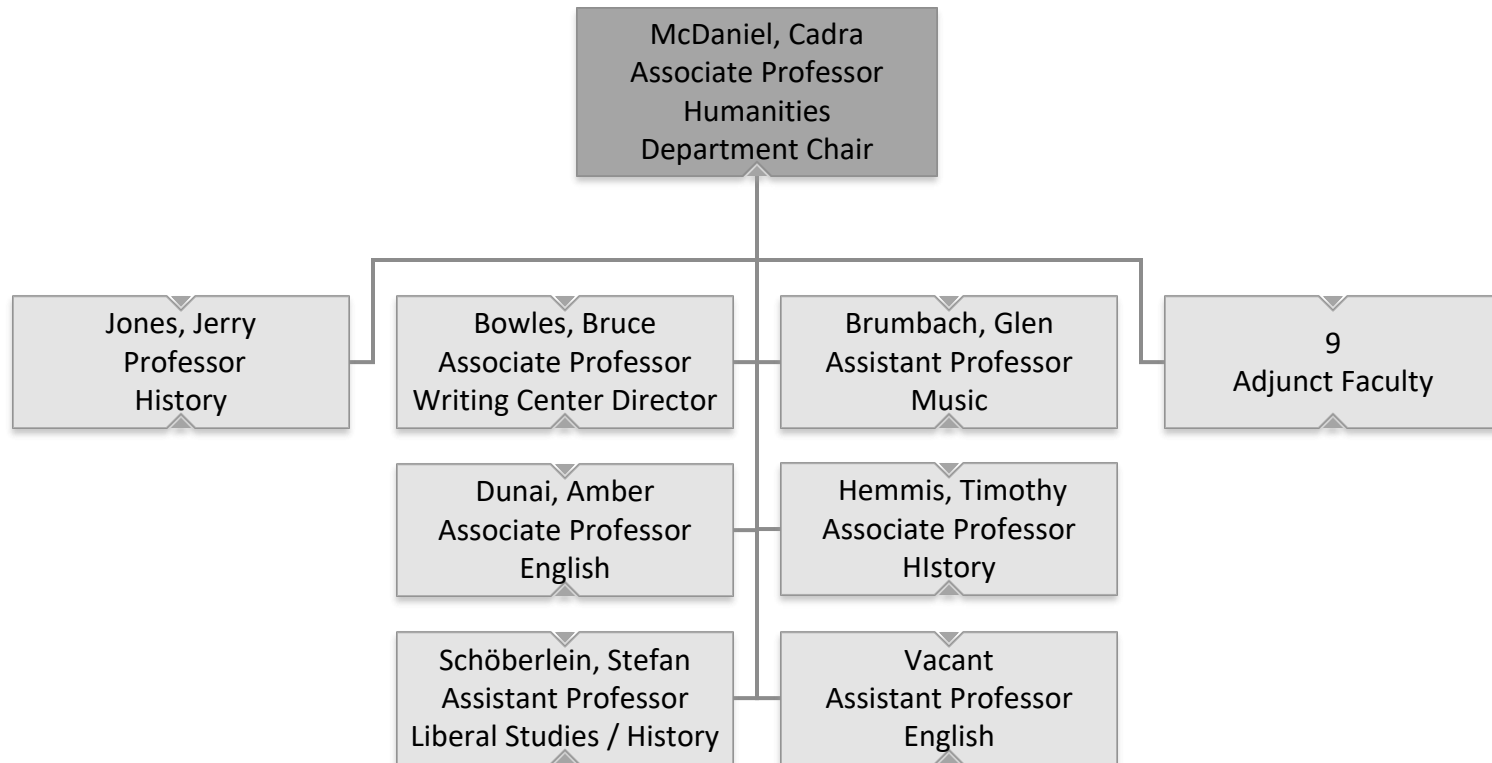 McDaniel, Cadra
Associate Professor
Humanities
Department Chair
Jones, Jerry
Professor
History
Bowles, Bruce
Associate Professor
Writing Center Director
Brumbach, Glen
Assistant Professor
Music
9
Adjunct Faculty
Dunai, Amber
Associate Professor
English
Hemmis, Timothy
Associate Professor
HIstory
Schöberlein, Stefan
Assistant Professor
Liberal Studies / History
Vacant
Assistant Professor
English